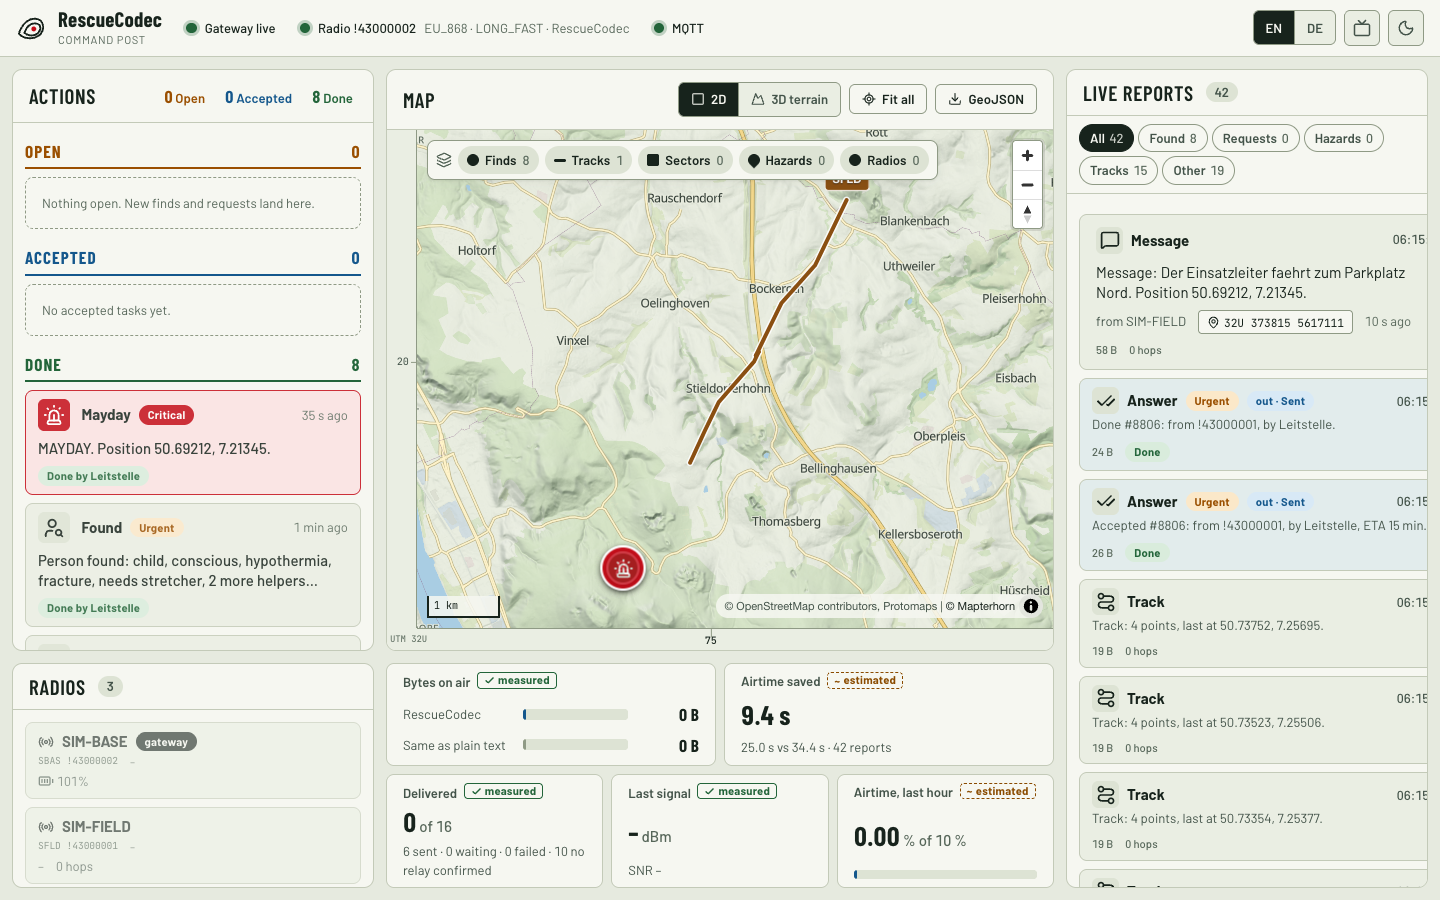 RescueCodec
COMMAND POST
Gateway live
Radio !43000002 EU_868 · LONG_FAST · RescueCodec
MQTT
EN DE
ACTIONS
0 Open 0 Accepted 8 Done
OPEN 0
Nothing open. New finds and requests land here.
ACCEPTED 0
No accepted tasks yet.
DONE 8
Mayday Critical 35 s ago
MAYDAY. Position 50.69212, 7.21345.
Done by Leitstelle
Found Urgent 1 min ago
Person found: child, conscious, hypothermia,
fracture, needs stretcher, 2 more helpers...
Done by Leitstelle
RADIOS 3
SIM-BASE gateway
SBAS !43000002 –
101%
SIM-FIELD
SFLD !43000001 –
– 0 hops
MAP
2D 3D terrain Fit all GeoJSON
Finds 8 Tracks 1 Sectors 0 Hazards 0 Radios 0
R
Rott
SFLD
Rauschendorf
Blankenbach
Holtorf
Uthweiler
Bockeroth
Oelinghoven
Pleiserhohn
Vinxel
20
Eisbach
Stieldorferhohn
Oberpleis
Bellinghausen
Thomasberg
Kellersboseroth
Hüscheid
1 km
© OpenStreetMap contributors, Protomaps | © Mapterhorn
UTM 32U
75
Bytes on air measured
RescueCodec 0 B
Same as plain text 0 B
Airtime saved ~ estimated
9.4 s
25.0 s vs 34.4 s · 42 reports
Delivered measured
0 of 16
6 sent · 0 waiting · 0 failed · 10 no
relay confirmed
Last signal measured
– dBm
SNR –
Airtime, last hour ~ estimated
0.00 % of 10 %
LIVE REPORTS 42
All 42 Found 8 Requests 0 Hazards 0
Tracks 15 Other 19
Message 06:15
Message: Der Einsatzleiter faehrt zum Parkplatz
Nord. Position 50.69212, 7.21345.
from SIM-FIELD 32U 373815 5617111 10 s ago
58 B 0 hops
Answer Urgent out · Sent 06:15
Done #8806: from !43000001, by Leitstelle.
24 B Done
Answer Urgent out · Sent 06:15
Accepted #8806: from !43000001, by Leitstelle, ETA 15 min.
26 B Done
Track 06:15
Track: 4 points, last at 50.73752, 7.25695.
19 B 0 hops
Track 06:15
Track: 4 points, last at 50.73523, 7.25506.
19 B 0 hops
Track 06:15
Track: 4 points, last at 50.73354, 7.25377.
19 B 0 hops